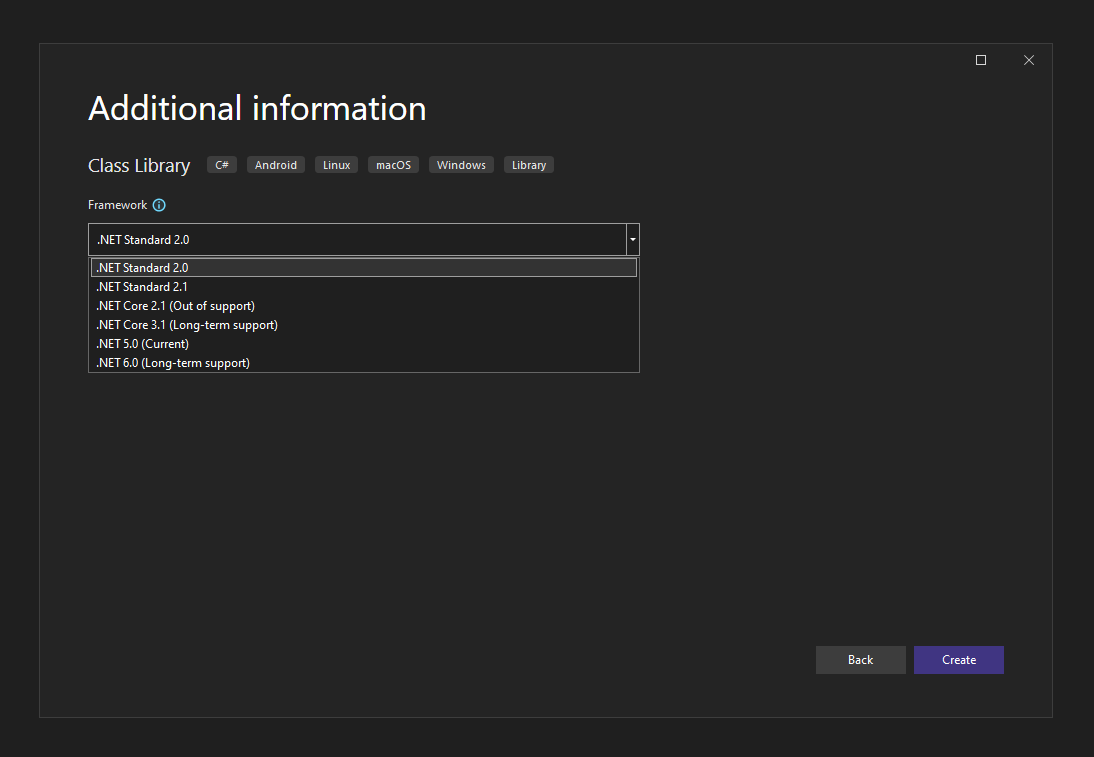 Additional information
Class Library C# Android Linux macOS Windows Library
Framework
.NET Standard 2.0
.NET Standard 2.0
.NET Standard 2.1
.NET Core 2.1 (Out of support)
.NET Core 3.1 (Long-term support)
.NET 5.0 (Current)
.NET 6.0 (Long-term support)
Back Create